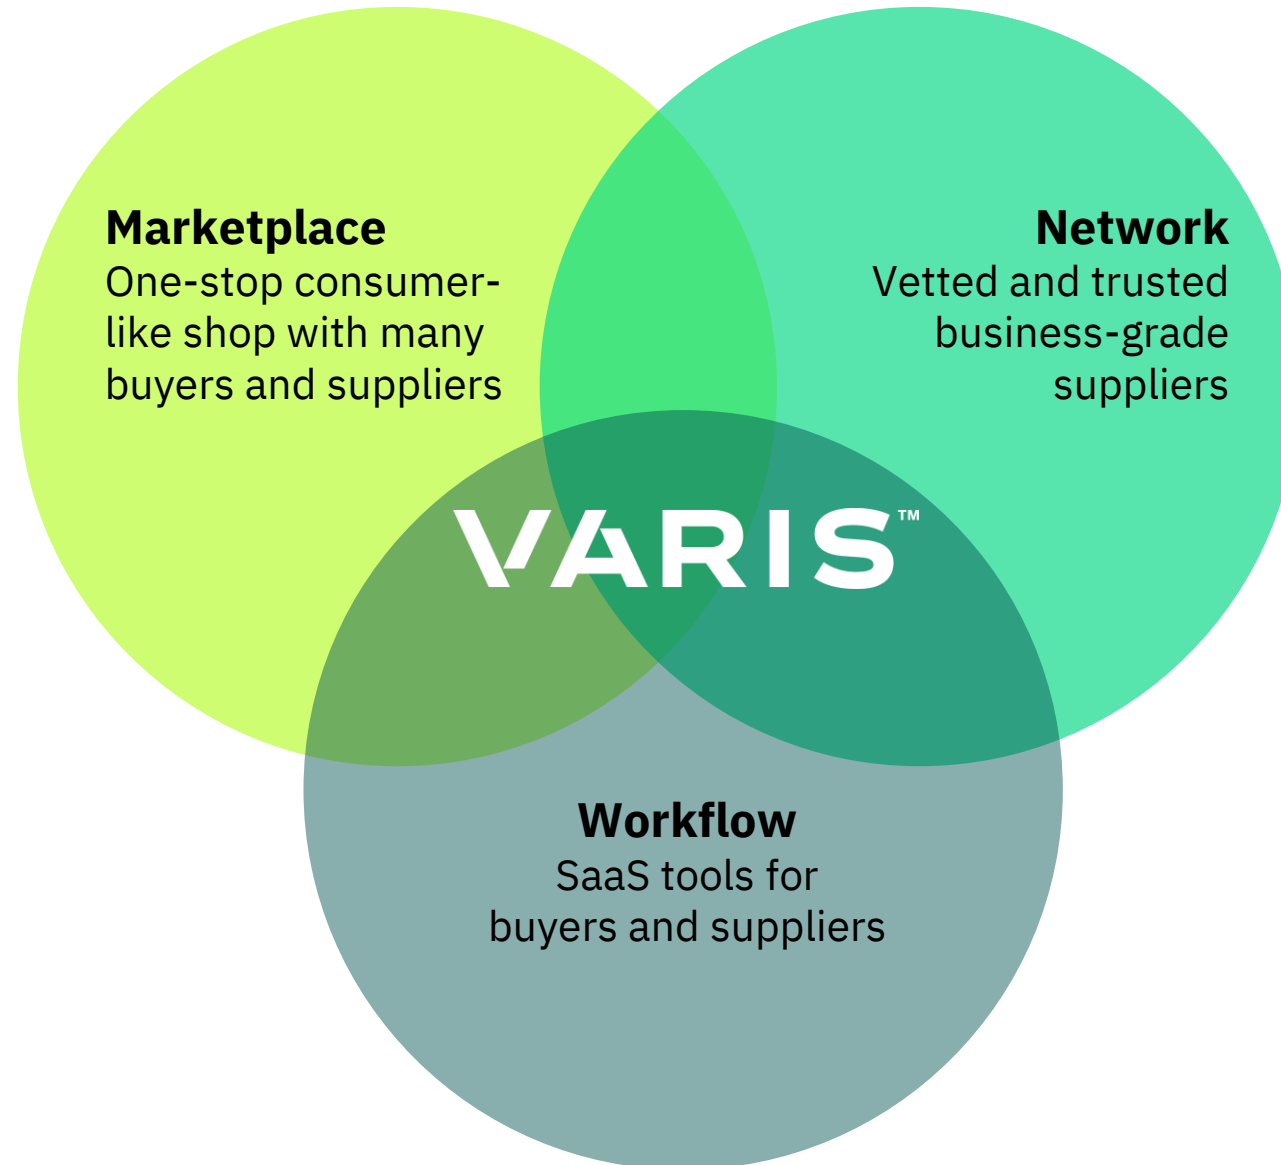 Marketplace
One-stop consumer-
like shop with many
buyers and suppliers
Network
Vetted and trusted
business-grade
suppliers
VARIS™
Workflow
SaaS tools for
buyers and suppliers